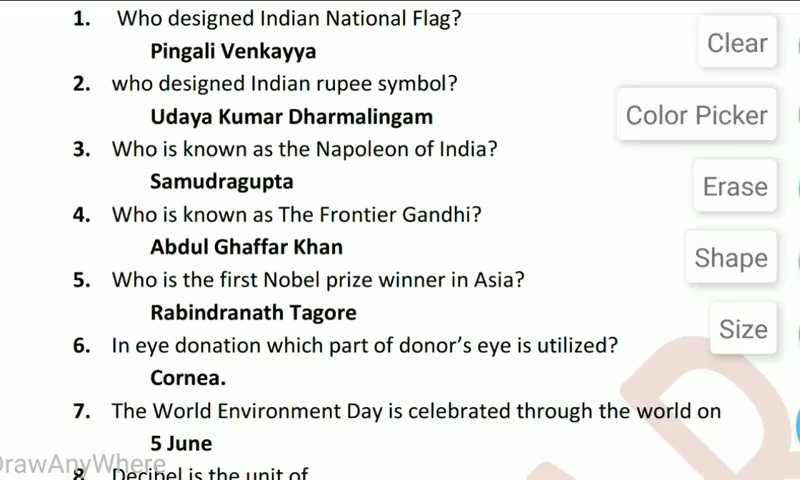 1. Who designed Indian National Flag?
Clear
Pingali Venkayya
2. who designed Indian rupee symbol?
Color Picker
Udaya Kumar Dharmalingam
3. Who is known as the Napoleon of India?
Samudragupta
Erase
4. Who is known as The Frontier Gandhi?
Abdul Ghaffar Khan
Shape
5. Who is the first Nobel prize winner in Asia?
Rabindranath Tagore
Size
6. In eye donation which part of donor's eye is utilized?
Cornea.
7. The World Environment Day is celebrated through the world on
5 June
DrawAnyWhere
8. Decibel is the unit of